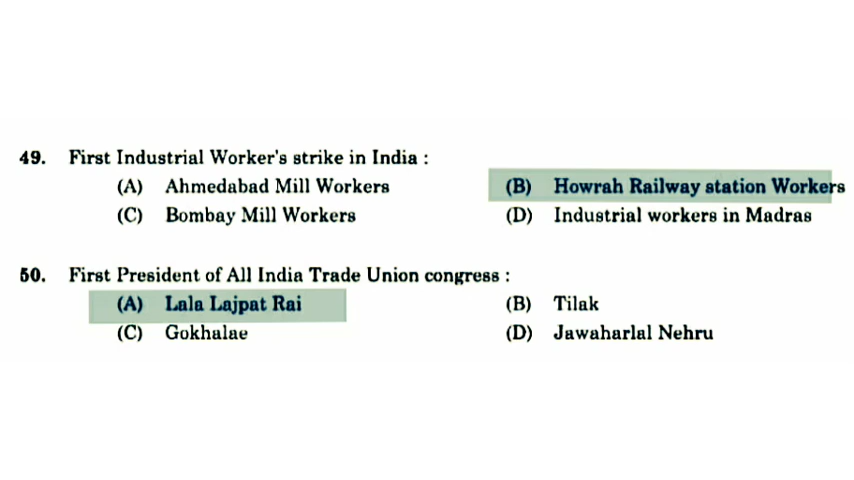 49. First Industrial Worker's strike in India :
(A) Ahmedabad Mill Workers (B) Howrah Railway station Workers
(C) Bombay Mill Workers (D) Industrial workers in Madras
50. First President of All India Trade Union congress :
(A) Lala Lajpat Rai (B) Tilak
(C) Gokhalae (D) Jawaharlal Nehru